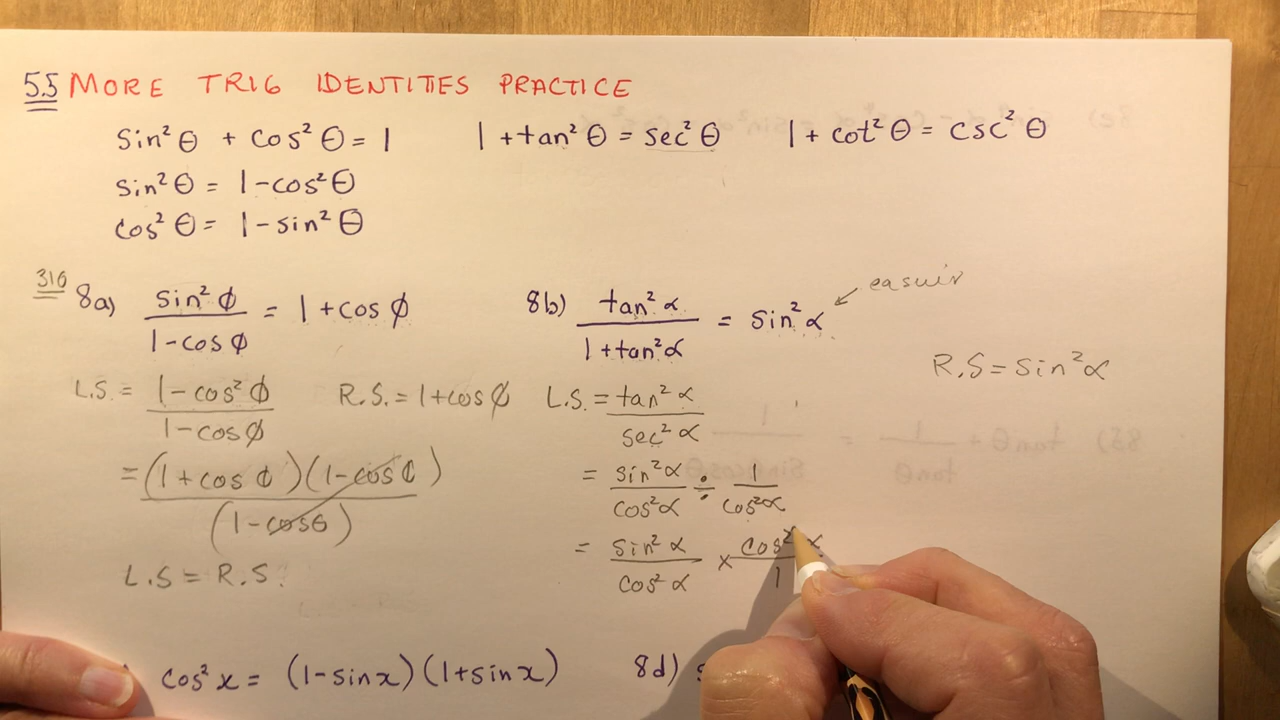 5.5 MORE TRIG IDENTITIES PRACTICE
sin²θ + cos²θ = 1    1 + tan²θ = sec²θ    1 + cot²θ = csc²θ
sin²θ = 1 - cos²θ
cos²θ = 1 - sin²θ
316
8a) sin²φ / 1 - cosφ = 1 + cosφ
L.S. = 1 - cos²φ / 1 - cosφ    R.S. = 1 + cosφ
= (1 + cosφ)(1 - cosφ) / (1 - cosθ)
L.S = R.S.
8b) tan²α / 1 + tan²α = sin²α ← easuir
R.S = sin²α
L.S. = tan²α / sec²α
= sin²α / cos²α ÷ 1 / cos²α
= sin²α / cos²α × cos²α / 1
cos²x = (1 - sinx)(1 + sinx)
8d) s